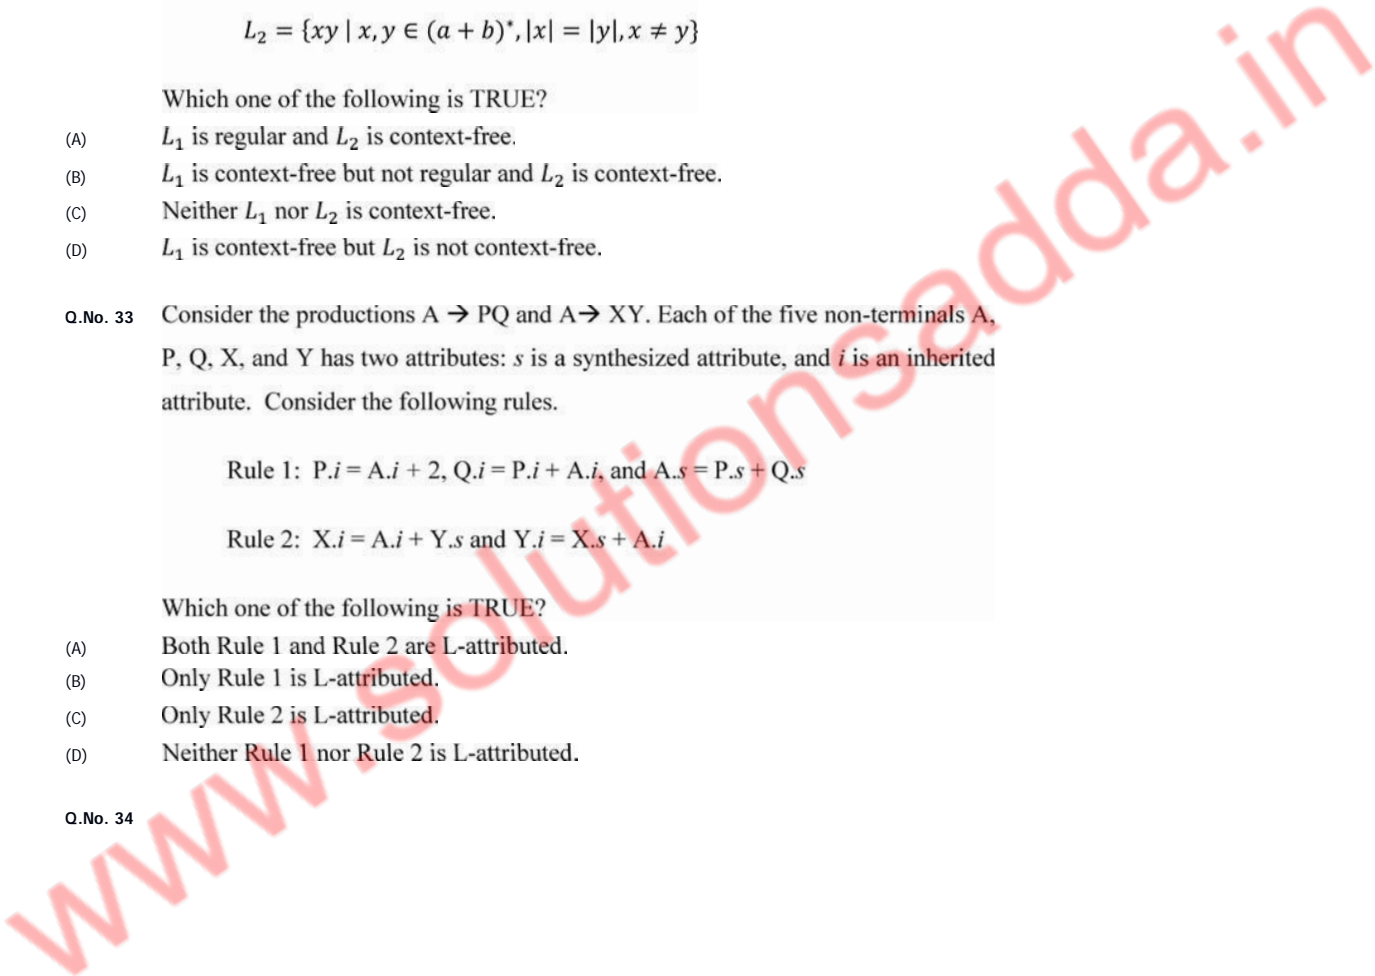 L₂ = {xy | x, y ∈ (a + b)*, |x| = |y|, x ≠ y}
Which one of the following is TRUE?
(A) L₁ is regular and L₂ is context-free.
(B) L₁ is context-free but not regular and L₂ is context-free.
(C) Neither L₁ nor L₂ is context-free.
(D) L₁ is context-free but L₂ is not context-free.
Q.No. 33 Consider the productions A → PQ and A→ XY. Each of the five non-terminals A,
P, Q, X, and Y has two attributes: s is a synthesized attribute, and i is an inherited
attribute. Consider the following rules.
Rule 1: P.i = A.i + 2, Q.i = P.i + A.i, and A.s = P.s + Q.s
Rule 2: X.i = A.i + Y.s and Y.i = X.s + A.i
Which one of the following is TRUE?
(A) Both Rule 1 and Rule 2 are L-attributed.
(B) Only Rule 1 is L-attributed.
(C) Only Rule 2 is L-attributed.
(D) Neither Rule 1 nor Rule 2 is L-attributed.
Q.No. 34
www.solutionsadda.in